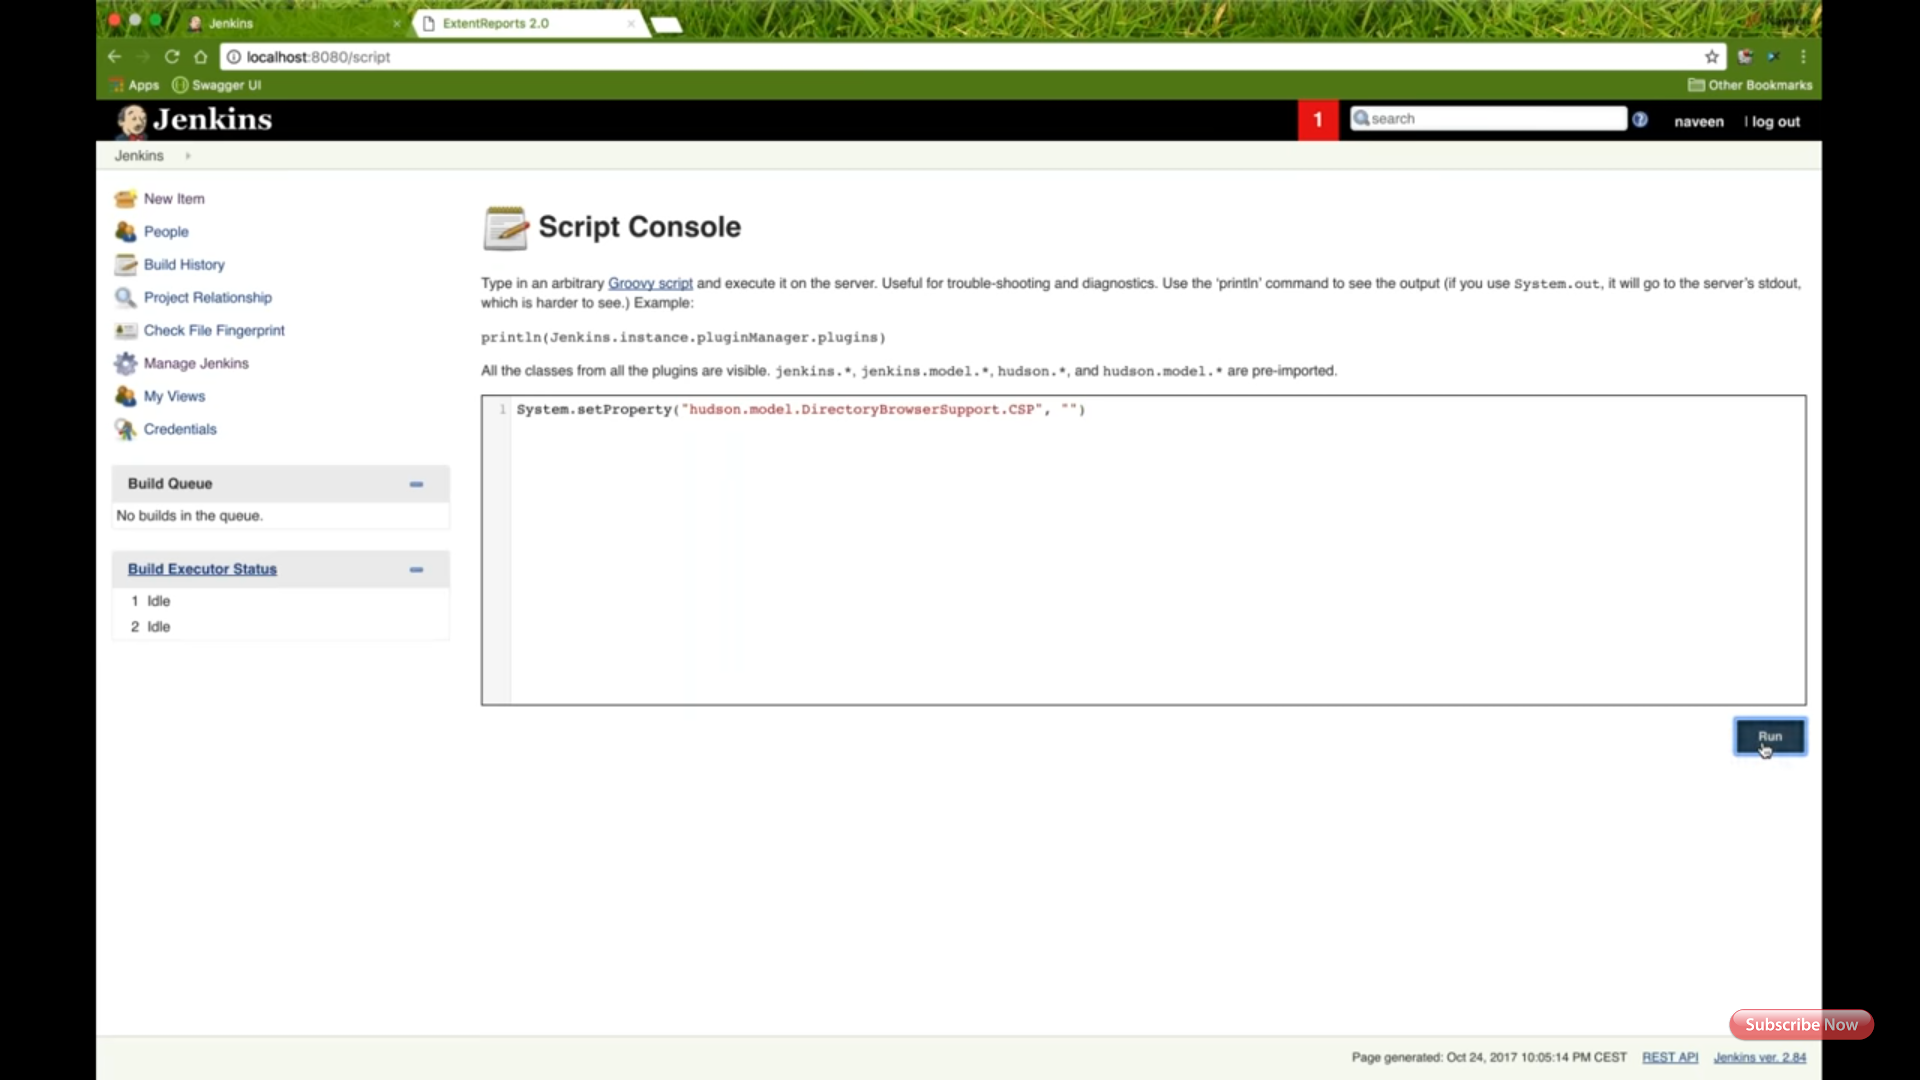 Jenkins
ExtentReports 2.0
localhost:8080/script
Apps
Swagger UI
Other Bookmarks
Jenkins
1
search
naveen
| log out
Jenkins
New Item
People
Build History
Project Relationship
Check File Fingerprint
Manage Jenkins
My Views
Credentials
Build Queue
No builds in the queue.
Build Executor Status
1 Idle
2 Idle
Script Console
Type in an arbitrary Groovy script and execute it on the server. Useful for trouble-shooting and diagnostics. Use the ‘println’ command to see the output (if you use System.out, it will go to the server’s stdout,
which is harder to see.) Example:
println(Jenkins.instance.pluginManager.plugins)
All the classes from all the plugins are visible. jenkins.*, jenkins.model.*, hudson.*, and hudson.model.* are pre-imported.
1 System.setProperty("hudson.model.DirectoryBrowserSupport.CSP", "")
Run
Subscribe Now
Page generated: Oct 24, 2017 10:05:14 PM CEST
REST API
Jenkins ver. 2.84